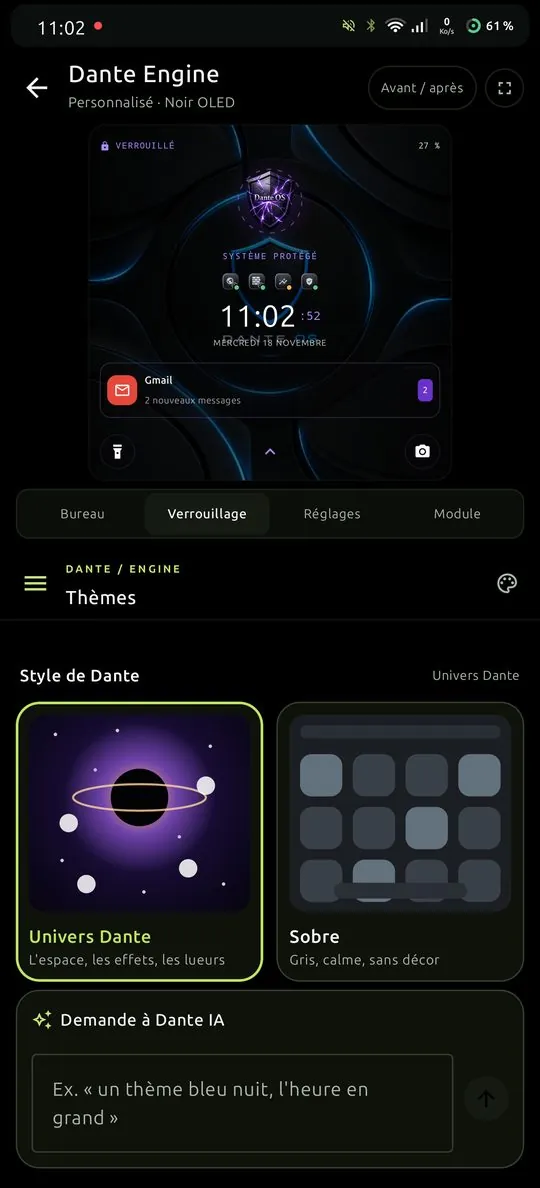 11:02
0
Ko/s
61 %
Dante Engine
Personnalisé · Noir OLED
Avant / après
VERROUILLÉ
27 %
Dante OS
SYSTÈME PROTÉGÉ
11:02 :52
DANTE OS
MERCREDI 18 NOVEMBRE
Gmail
2 nouveaux messages
2
Bureau
Verrouillage
Réglages
Module
DANTE / ENGINE
Thèmes
Style de Dante
Univers Dante
Univers Dante
L'espace, les effets, les lueurs
Sobre
Gris, calme, sans décor
Demande à Dante IA
Ex. « un thème bleu nuit, l'heure en
grand »